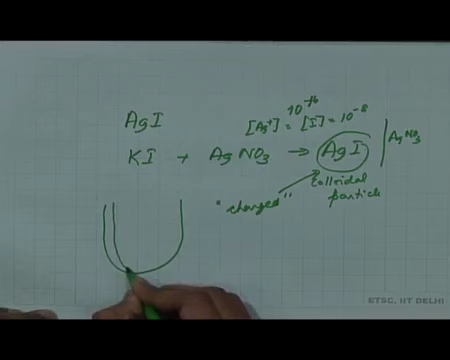 AgI
10⁻¹⁶
[Ag⁺] = [I] = 10⁻⁸
KI + AgNO₃ → AgI | AgNO₃
"charged" colloidal
particle
ETSC, IIT DELHI